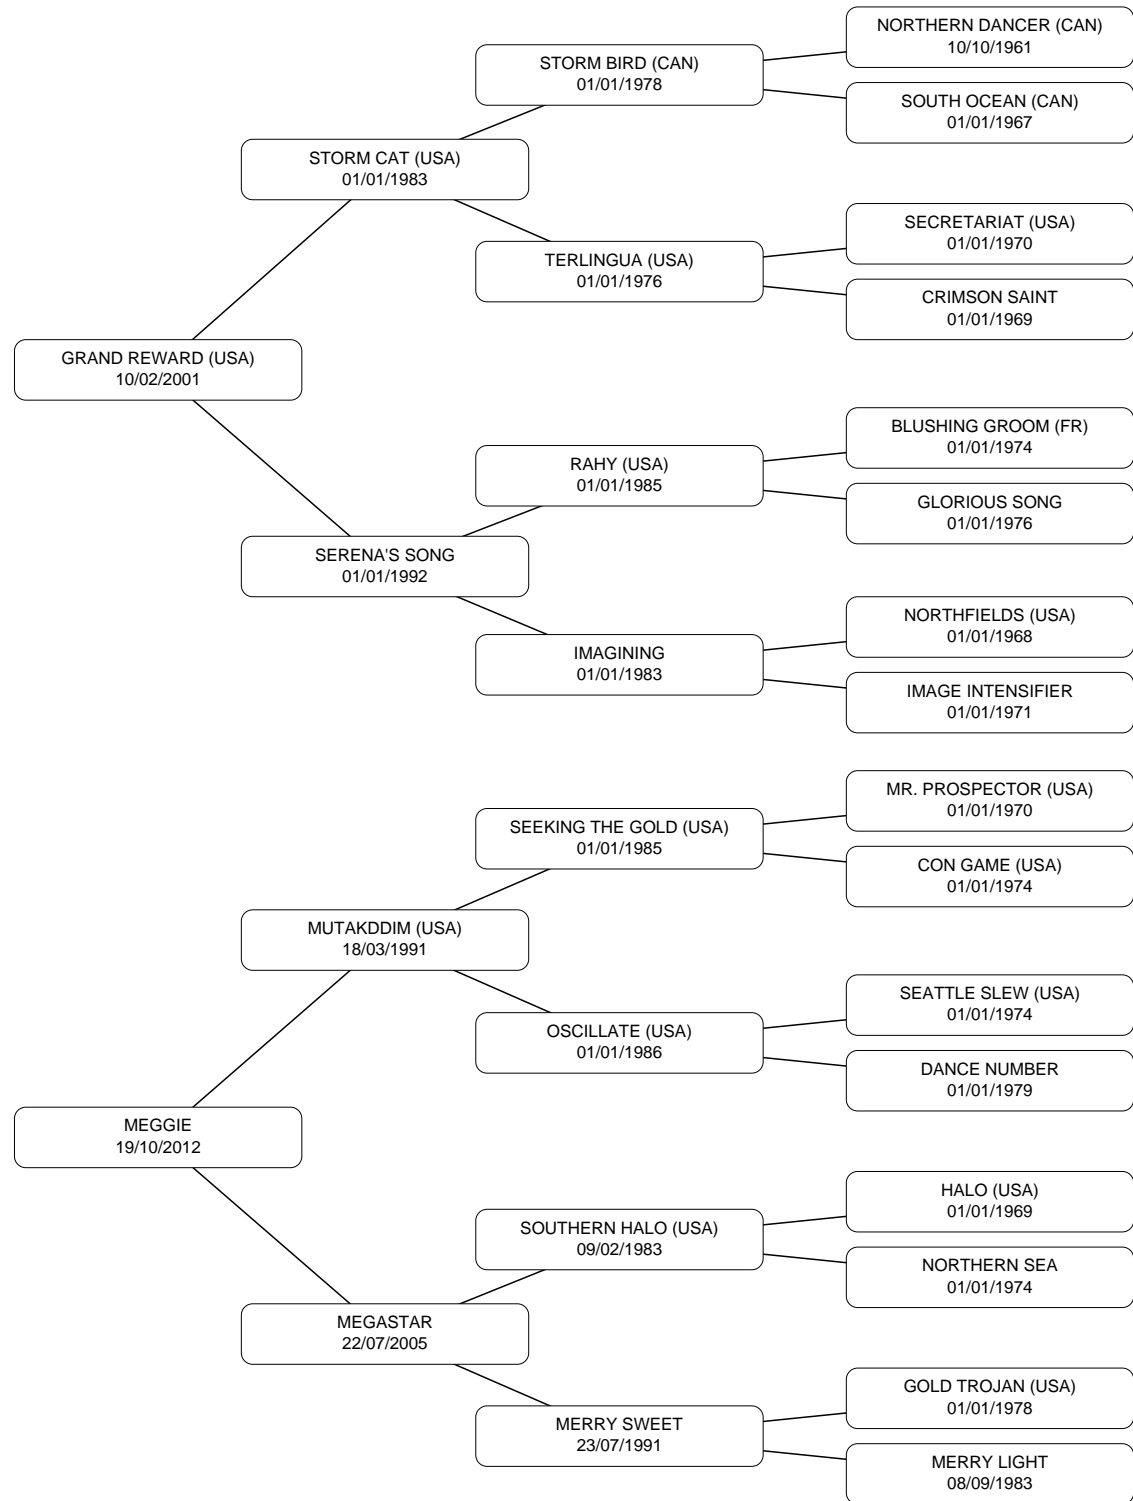 NORTHERN DANCER (CAN)
10/10/1961
STORM BIRD (CAN)
01/01/1978
SOUTH OCEAN (CAN)
01/01/1967
STORM CAT (USA)
01/01/1983
SECRETARIAT (USA)
01/01/1970
TERLINGUA (USA)
01/01/1976
CRIMSON SAINT
01/01/1969
GRAND REWARD (USA)
10/02/2001
BLUSHING GROOM (FR)
01/01/1974
RAHY (USA)
01/01/1985
GLORIOUS SONG
01/01/1976
SERENA'S SONG
01/01/1992
NORTHFIELDS (USA)
01/01/1968
IMAGINING
01/01/1983
IMAGE INTENSIFIER
01/01/1971
MR. PROSPECTOR (USA)
01/01/1970
SEEKING THE GOLD (USA)
01/01/1985
CON GAME (USA)
01/01/1974
MUTAKDDIM (USA)
18/03/1991
SEATTLE SLEW (USA)
01/01/1974
OSCILLATE (USA)
01/01/1986
DANCE NUMBER
01/01/1979
MEGGIE
19/10/2012
HALO (USA)
01/01/1969
SOUTHERN HALO (USA)
09/02/1983
NORTHERN SEA
01/01/1974
MEGASTAR
22/07/2005
GOLD TROJAN (USA)
01/01/1978
MERRY SWEET
23/07/1991
MERRY LIGHT
08/09/1983